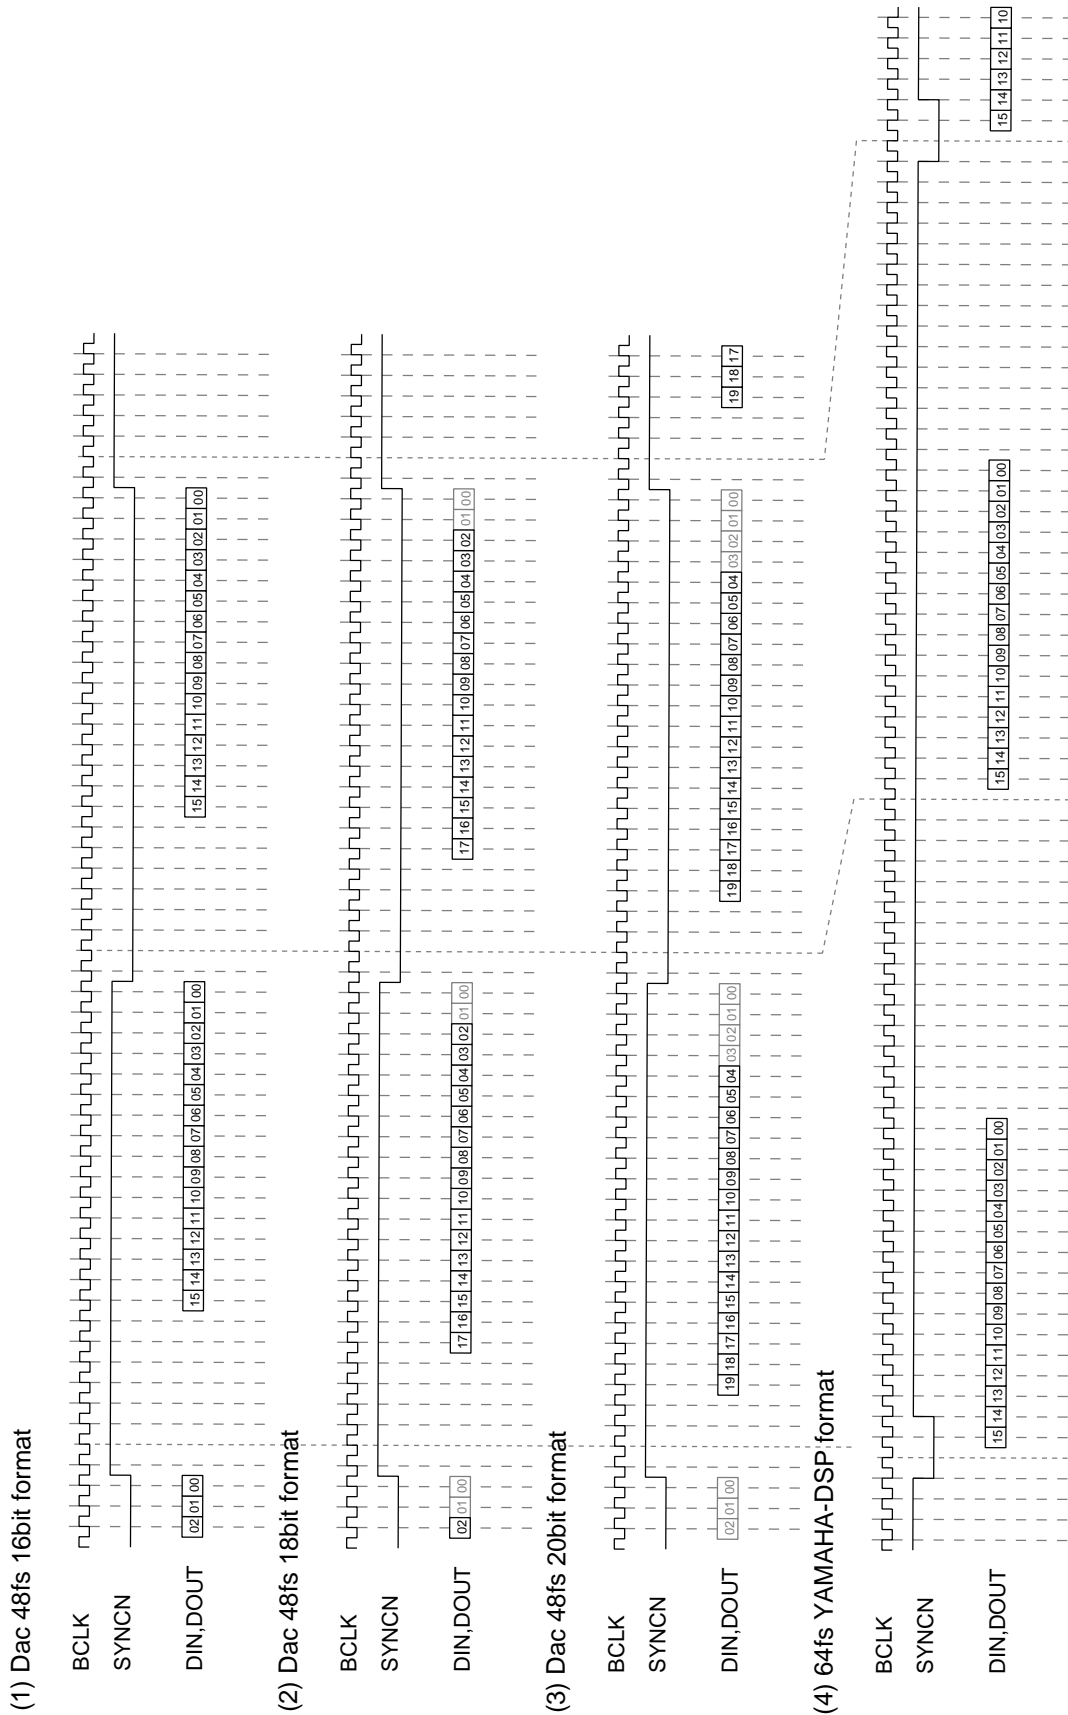 (1) Dac 48fs 16bit format
BCLK
SYNCN
DIN,DOUT 02 01 00 15 14 13 12 11 10 09 08 07 06 05 04 03 02 01 00 15 14 13 12 11 10 09 08 07 06 05 04 03 02 01 00
(2) Dac 48fs 18bit format
BCLK
SYNCN
DIN,DOUT 02 01 00 17 16 15 14 13 12 11 10 09 08 07 06 05 04 03 02 01 00 17 16 15 14 13 12 11 10 09 08 07 06 05 04 03 02 01 00
(3) Dac 48fs 20bit format
BCLK
SYNCN
DIN,DOUT 02 01 00 19 18 17 16 15 14 13 12 11 10 09 08 07 06 05 04 03 02 01 00 19 18 17 16 15 14 13 12 11 10 09 08 07 06 05 04 03 02 01 00 19 18 17
(4) 64fs YAMAHA-DSP format
BCLK
SYNCN
DIN,DOUT 15 14 13 12 11 10 09 08 07 06 05 04 03 02 01 00 15 14 13 12 11 10 09 08 07 06 05 04 03 02 01 00 15 14 13 12 11 10